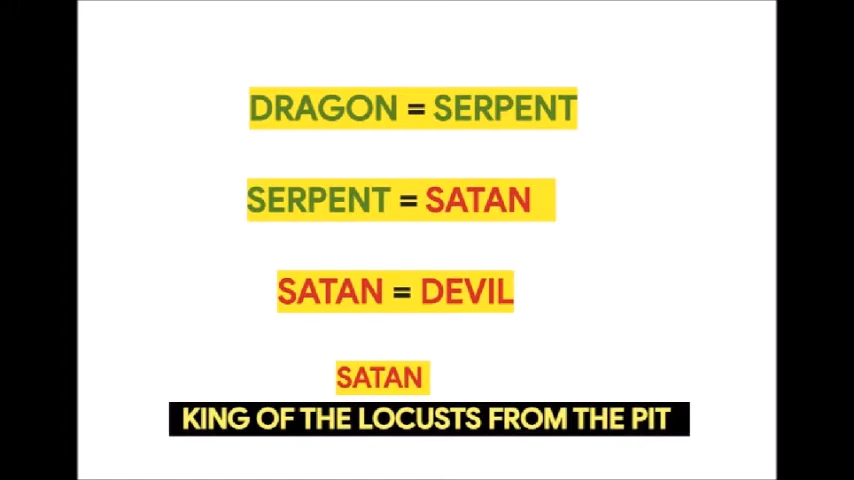 DRAGON = SERPENT
SERPENT = SATAN
SATAN = DEVIL
SATAN
KING OF THE LOCUSTS FROM THE PIT